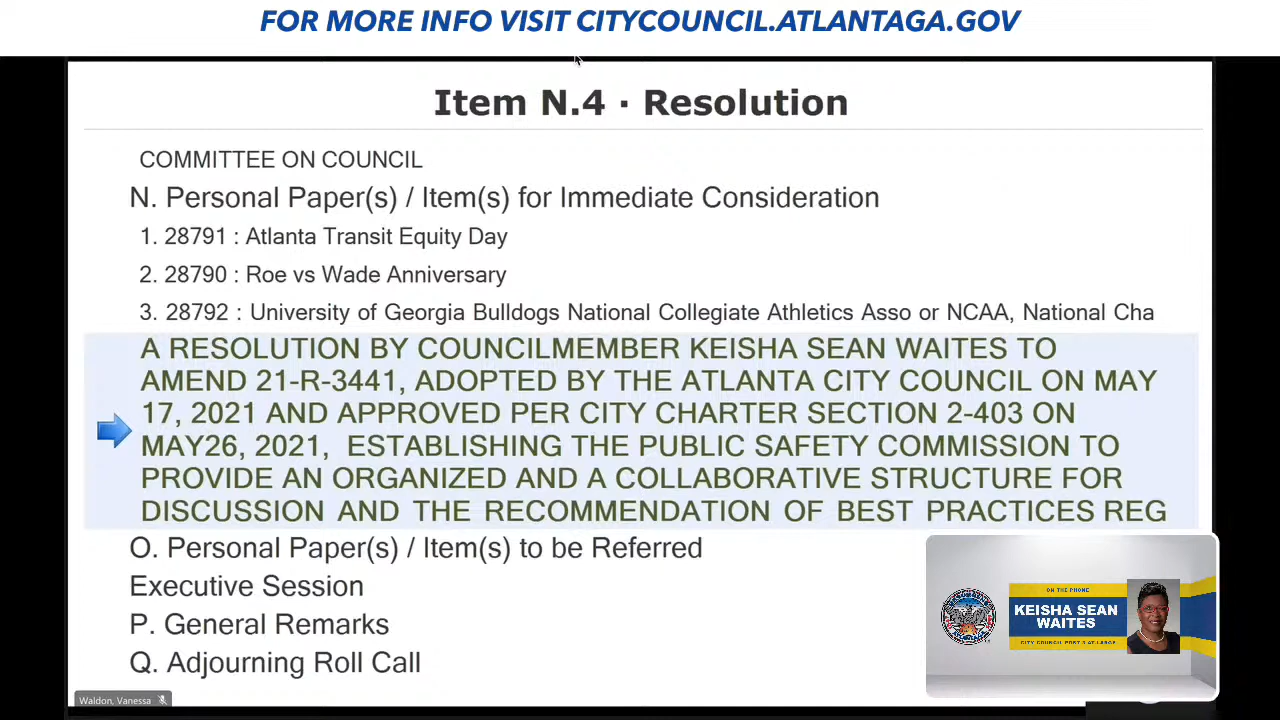 FOR MORE INFO VISIT CITYCOUNCIL.ATLANTAGA.GOV
Item N.4 · Resolution
COMMITTEE ON COUNCIL
N. Personal Paper(s) / Item(s) for Immediate Consideration
1. 28791 : Atlanta Transit Equity Day
2. 28790 : Roe vs Wade Anniversary
3. 28792 : University of Georgia Bulldogs National Collegiate Athletics Asso or NCAA, National Cha
A RESOLUTION BY COUNCILMEMBER KEISHA SEAN WAITES TO
AMEND 21-R-3441, ADOPTED BY THE ATLANTA CITY COUNCIL ON MAY
17, 2021 AND APPROVED PER CITY CHARTER SECTION 2-403 ON
MAY26, 2021, ESTABLISHING THE PUBLIC SAFETY COMMISSION TO
PROVIDE AN ORGANIZED AND A COLLABORATIVE STRUCTURE FOR
DISCUSSION AND THE RECOMMENDATION OF BEST PRACTICES REG
O. Personal Paper(s) / Item(s) to be Referred
Executive Session
P. General Remarks
Q. Adjourning Roll Call
ON THE PHONE
KEISHA SEAN
WAITES
CITY COUNCIL POST 3 AT LARGE
Waldon, Vanessa